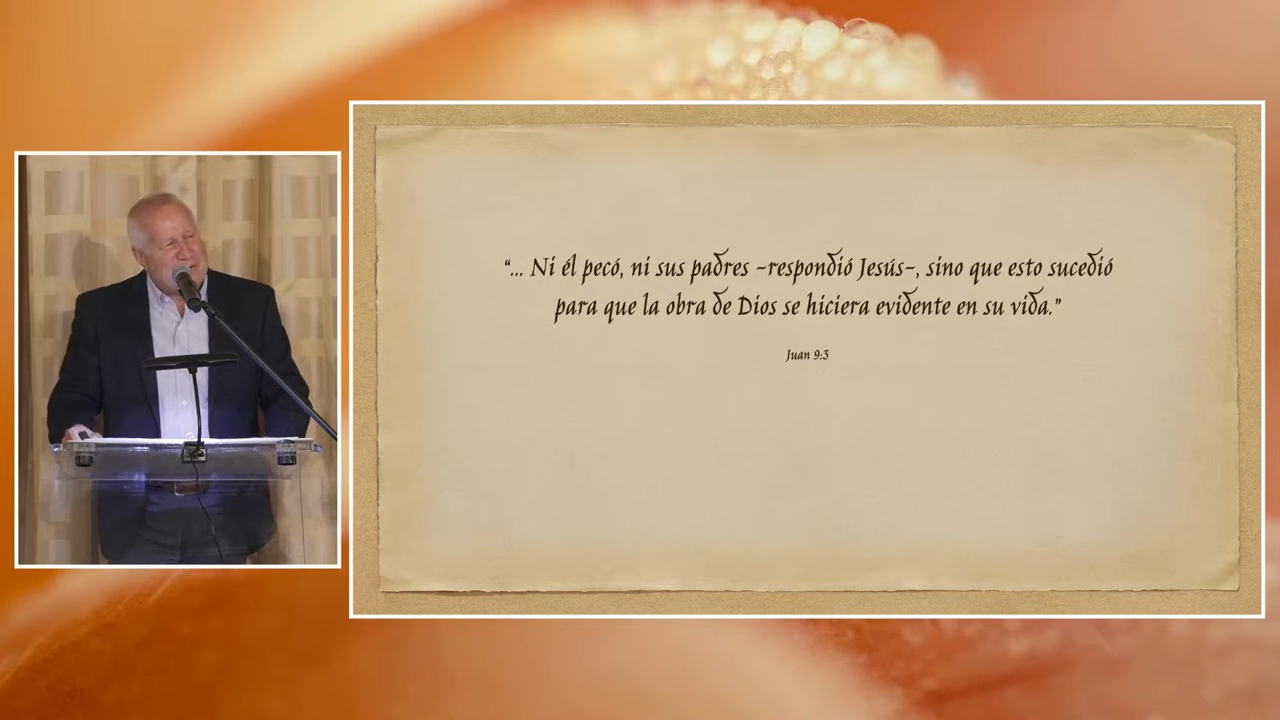 “... Ni él pecó, ni sus padres –respondió Jesús–, sino que esto sucedió
para que la obra de Dios se hiciera evidente en su vida.”
Juan 9:3